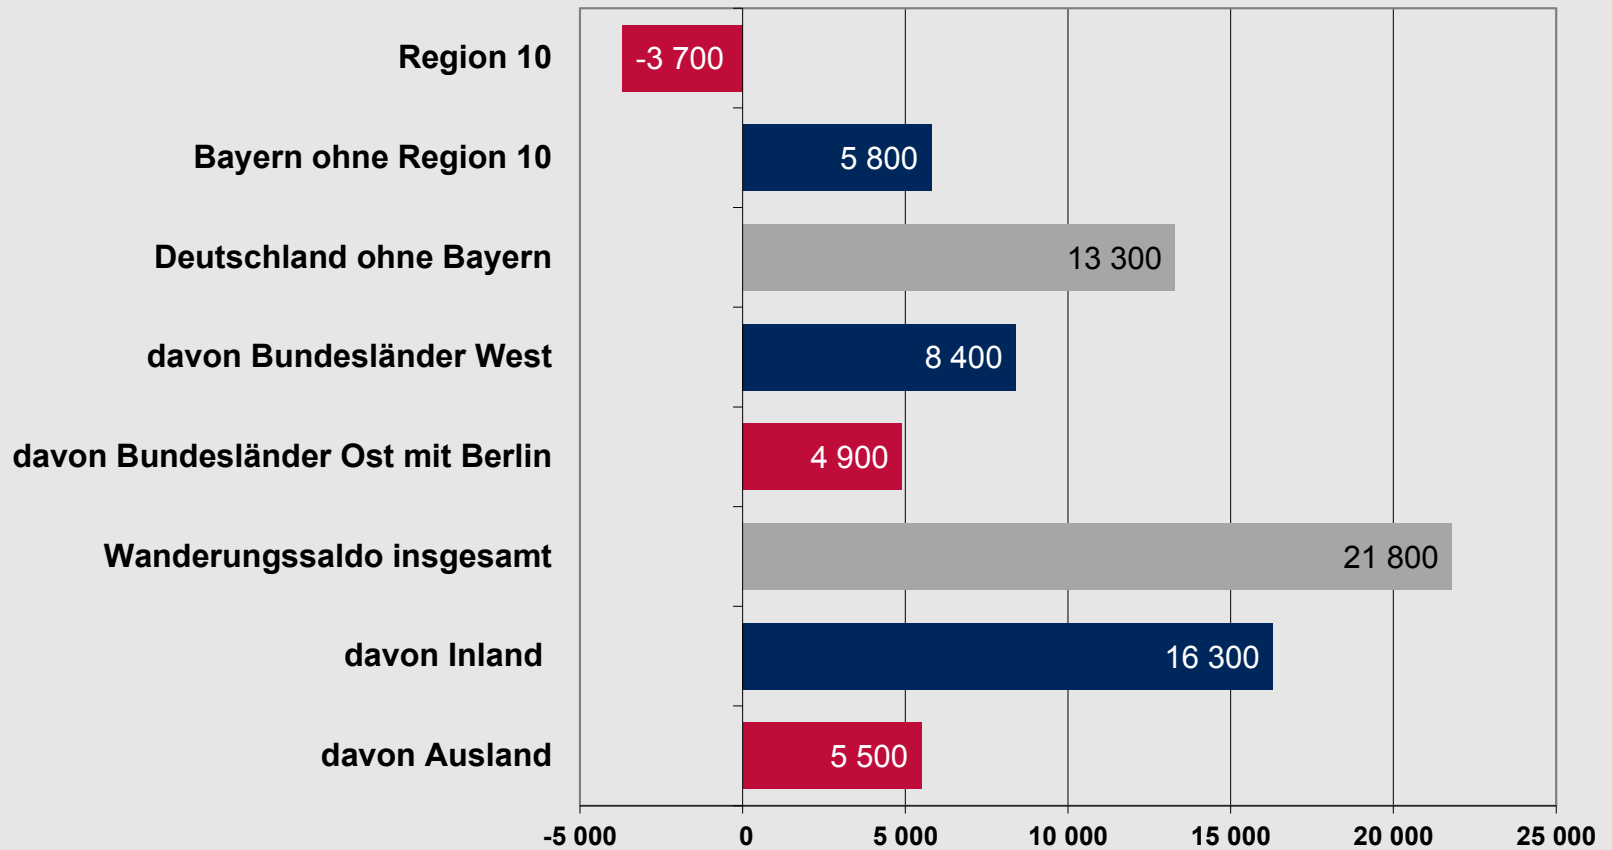 Region 10
-3 700
Bayern ohne Region 10
5 800
Deutschland ohne Bayern
13 300
davon Bundesländer West
8 400
davon Bundesländer Ost mit Berlin
4 900
Wanderungssaldo insgesamt
21 800
davon Inland
16 300
davon Ausland
5 500
-5 000 0 5 000 10 000 15 000 20 000 25 000